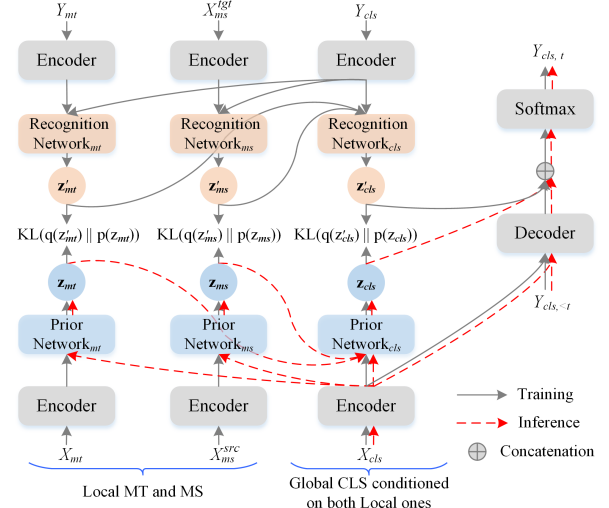 Y_mt X_ms^tgt Y_cls
Encoder Encoder Encoder
Y_cls, t
Softmax
Recognition Network_mt
Recognition Network_ms
Recognition Network_cls
z'_mt z'_ms z'_cls
KL(q(z'_mt) || p(z_mt)) KL(q(z'_ms) || p(z_ms)) KL(q(z'_cls) || p(z_cls))
Decoder
z_mt z_ms z_cls
Y_cls,<t
Prior Network_mt
Prior Network_ms
Prior Network_cls
Encoder Encoder Encoder
X_mt X_ms^src X_cls
Training
Inference
Concatenation
Local MT and MS
Global CLS conditioned
on both Local ones